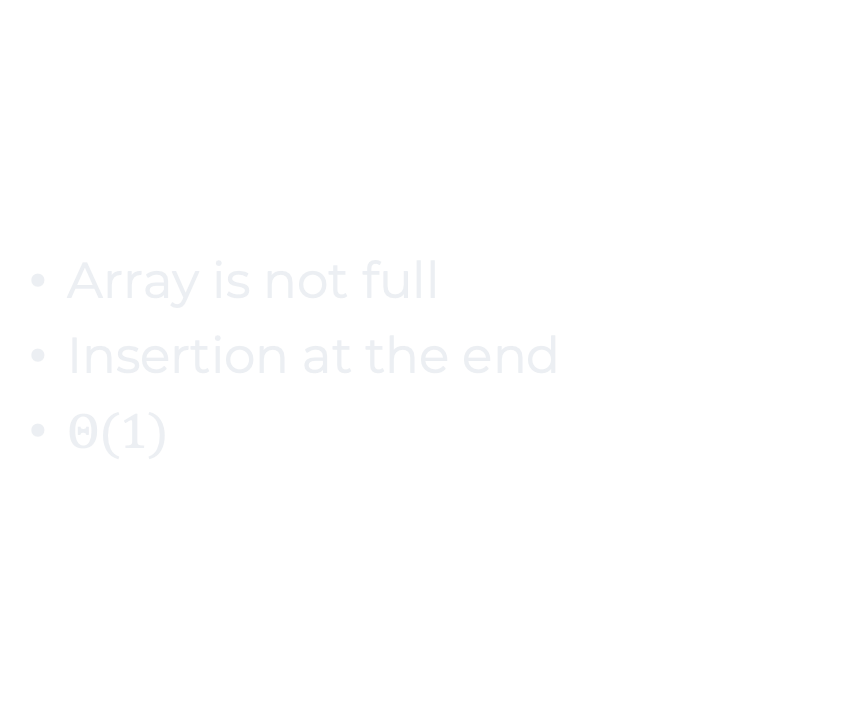 • Array is not full
• Insertion at the end
• Θ(1)